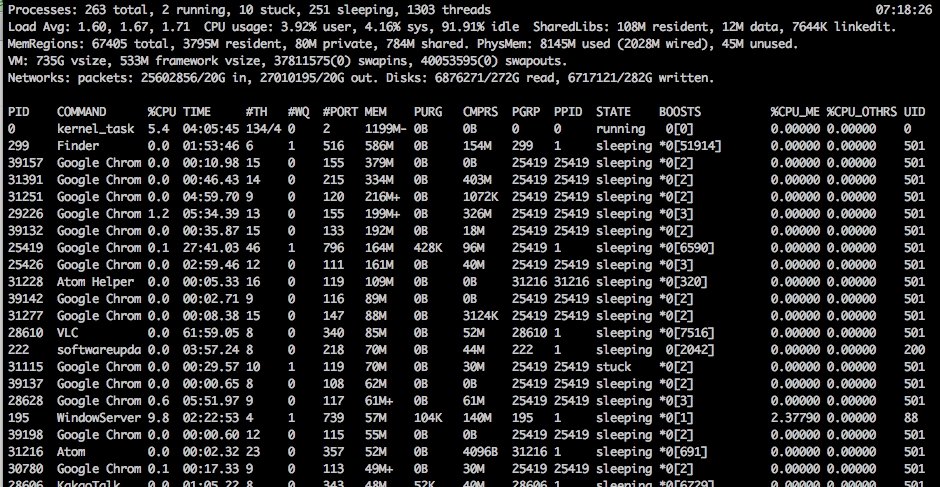 Processes: 263 total, 2 running, 10 stuck, 251 sleeping, 1303 threads 07:18:26
Load Avg: 1.60, 1.67, 1.71 CPU usage: 3.92% user, 4.16% sys, 91.91% idle SharedLibs: 108M resident, 12M data, 7644K linkedit.
MemRegions: 67405 total, 3795M resident, 80M private, 784M shared. PhysMem: 8145M used (2028M wired), 45M unused.
VM: 735G vsize, 533M framework vsize, 37811575(0) swapins, 40053595(0) swapouts.
Networks: packets: 25602856/20G in, 27010195/20G out. Disks: 6876271/272G read, 6717121/282G written.
PID COMMAND %CPU TIME #TH #WQ #PORT MEM PURG CMPRS PGRP PPID STATE BOOSTS %CPU_ME %CPU_OTHRS UID
0 kernel_task 5.4 04:05:45 134/4 0 2 1199M- 0B 0B 0 0 running 0[0] 0.00000 0.00000 0
299 Finder 0.0 01:53:46 6 1 516 586M 0B 154M 299 1 sleeping *0[51914] 0.00000 0.00000 501
39157 Google Chrom 0.0 00:10.98 15 0 155 379M 0B 0B 25419 25419 sleeping *0[2] 0.00000 0.00000 501
31391 Google Chrom 0.0 00:46.43 14 0 215 334M 0B 403M 25419 25419 sleeping *0[2] 0.00000 0.00000 501
31251 Google Chrom 0.0 04:59.70 9 0 120 216M+ 0B 1072K 25419 25419 sleeping *0[2] 0.00000 0.00000 501
29226 Google Chrom 1.2 05:34.39 13 0 155 199M+ 0B 326M 25419 25419 sleeping *0[3] 0.00000 0.00000 501
39132 Google Chrom 0.0 00:35.87 15 0 133 192M 0B 18M 25419 25419 sleeping *0[2] 0.00000 0.00000 501
25419 Google Chrom 0.1 27:41.03 46 1 796 164M 428K 96M 25419 1 sleeping *0[6590] 0.00000 0.00000 501
25426 Google Chrom 0.0 02:59.46 12 0 111 161M 0B 40M 25419 25419 sleeping *0[3] 0.00000 0.00000 501
31228 Atom Helper 0.0 00:05.33 16 0 119 109M 0B 0B 31216 31216 sleeping *0[320] 0.00000 0.00000 501
39142 Google Chrom 0.0 00:02.71 9 0 116 89M 0B 0B 25419 25419 sleeping *0[2] 0.00000 0.00000 501
31277 Google Chrom 0.0 00:08.38 15 0 147 88M 0B 3124K 25419 25419 sleeping *0[2] 0.00000 0.00000 501
28610 VLC 0.0 61:59.05 8 0 340 85M 0B 52M 28610 1 sleeping *0[7516] 0.00000 0.00000 501
222 softwareupda 0.0 03:57.24 8 0 218 70M 0B 44M 222 1 sleeping 0[2042] 0.00000 0.00000 200
31115 Google Chrom 0.0 00:29.57 10 1 119 70M 0B 30M 25419 25419 stuck *0[2] 0.00000 0.00000 501
39137 Google Chrom 0.0 00:00.65 8 0 108 62M 0B 0B 25419 25419 sleeping *0[2] 0.00000 0.00000 501
28628 Google Chrom 0.6 05:51.97 9 0 117 61M+ 0B 61M 25419 25419 sleeping *0[3] 0.00000 0.00000 501
195 WindowServer 9.8 02:22:53 4 1 739 57M 104K 140M 195 1 sleeping *0[1] 2.37790 0.00000 88
39198 Google Chrom 0.0 00:00.60 12 0 115 55M 0B 0B 25419 25419 sleeping *0[2] 0.00000 0.00000 501
31216 Atom 0.0 00:02.32 23 0 357 52M 0B 4096B 31216 1 sleeping *0[691] 0.00000 0.00000 501
30780 Google Chrom 0.1 00:17.33 9 0 113 49M+ 0B 30M 25419 25419 sleeping *0[2] 0.00000 0.00000 501
28606 KakaoTalk 0.0 01:05.22 8 0 343 48M 52K 40M 28606 1 sleeping *0[6729] 0.00000 0.00000 501